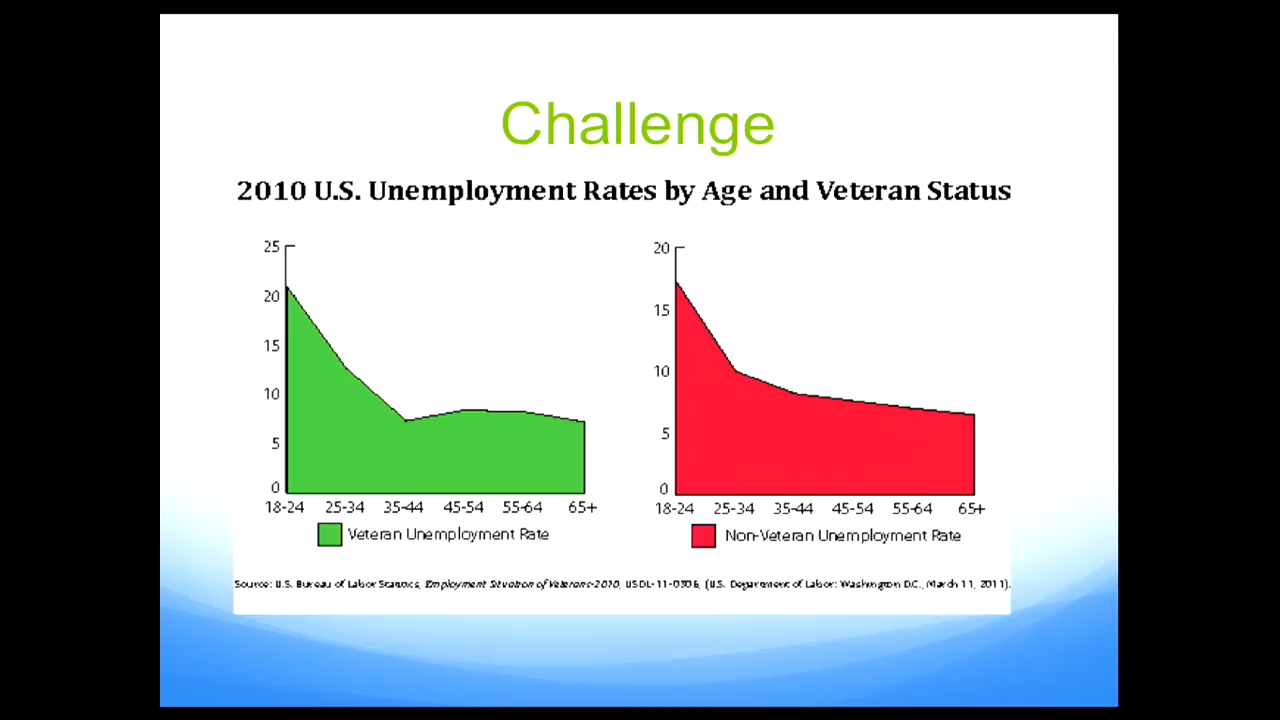 Challenge
2010 U.S. Unemployment Rates by Age and Veteran Status
25
20
15
10
5
0
18-24 25-34 35-44 45-54 55-64 65+
Veteran Unemployment Rate
20
15
10
5
0
18-24 25-34 35-44 45-54 55-64 65+
Non-Veteran Unemployment Rate
Source: U.S. Bureau of Labor Statistics, Employment Situation of Veterans-2010, USDL-11-0306, (U.S. Department of Labor: Washington D.C., March 11, 2011).